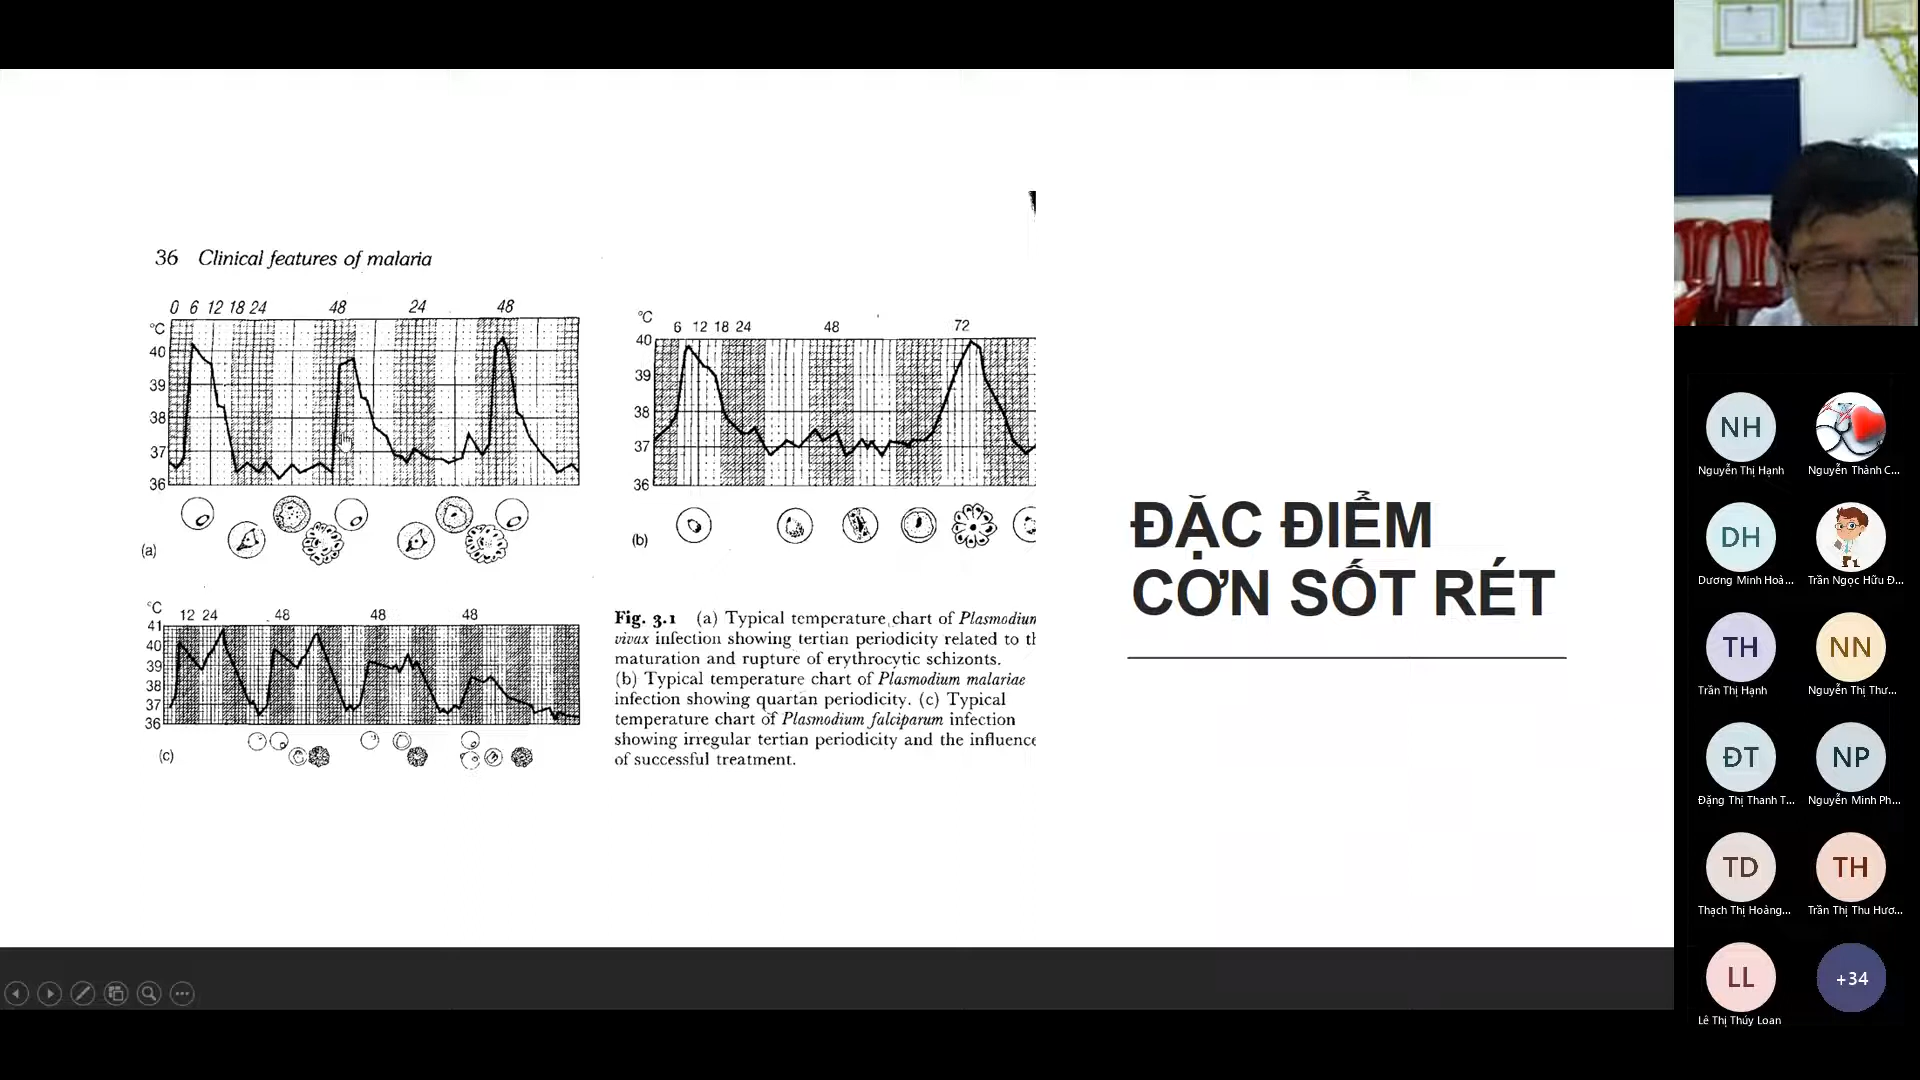 36 Clinical features of malaria
0 6 12 18 24 48 24 48
°C
40
39
38
37
36
(a)
°C
6 12 18 24 48 72
40
39
38
37
36
(b)
°C
12 24 48 48 48
41
40
39
38
37
36
(c)
Fig. 3.1 (a) Typical temperature chart of Plasmodium
vivax infection showing tertian periodicity related to th
maturation and rupture of erythrocytic schizonts.
(b) Typical temperature chart of Plasmodium malariae
infection showing quartan periodicity. (c) Typical
temperature chart of Plasmodium falciparum infection
showing irregular tertian periodicity and the influence
of successful treatment.
ĐẶC ĐIỂM
CƠN SỐT RÉT
NH
Nguyễn Thị Hạnh
Nguyễn Thành C...
DH
Dương Minh Hoà...
Trần Ngọc Hữu Đ...
TH
Trần Thị Hạnh
NN
Nguyễn Thị Thư...
ĐT
Đặng Thị Thanh T...
NP
Nguyễn Minh Ph...
TD
Thạch Thị Hoàng...
TH
Trần Thị Thu Hươ...
LL
Lê Thị Thúy Loan
+34